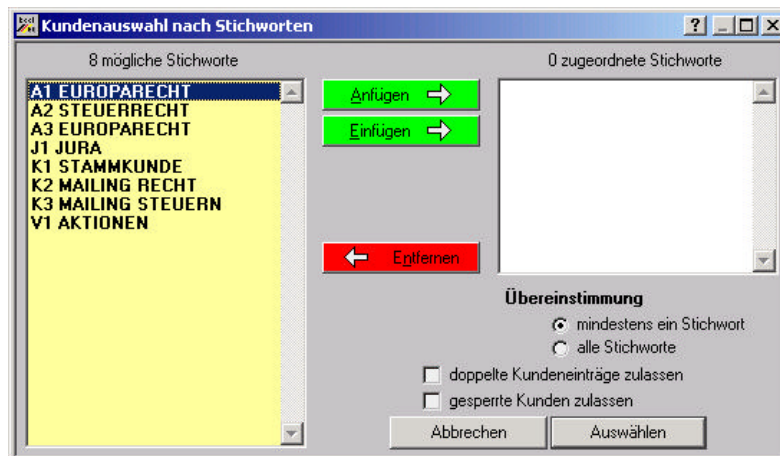 Kundenauswahl nach Stichworten
8 mögliche Stichworte
0 zugeordnete Stichworte
A1 EUROPARECHT
A2 STEUERRECHT
A3 EUROPARECHT
J1 JURA
K1 STAMMKUNDE
K2 MAILING RECHT
K3 MAILING STEUERN
V1 AKTIONEN
Anfügen
Einfügen
Entfernen
Übereinstimmung
mindestens ein Stichwort
alle Stichworte
doppelte Kundeneinträge zulassen
gesperrte Kunden zulassen
Abbrechen
Auswählen